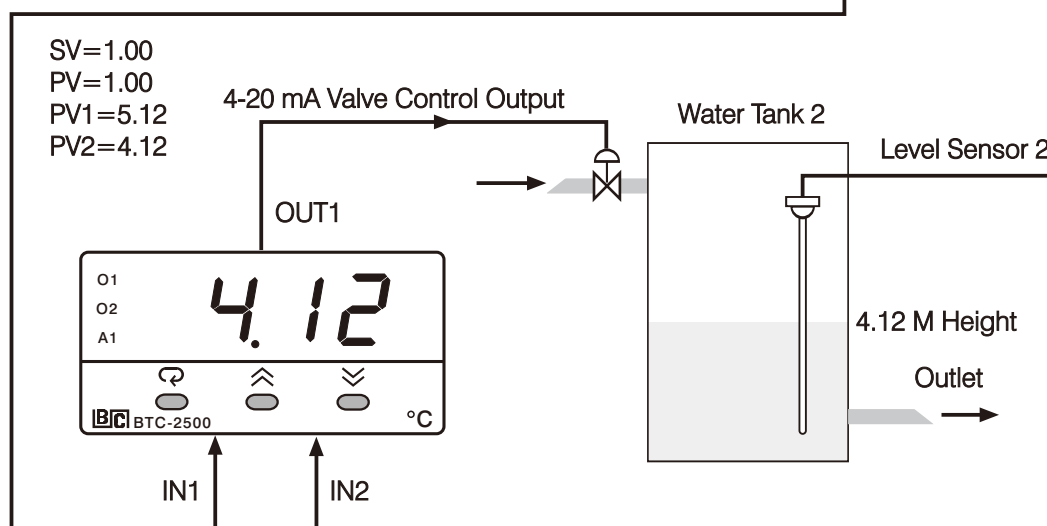 SV=1.00
PV=1.00
PV1=5.12
PV2=4.12
4-20 mA Valve Control Output
Water Tank 2
Level Sensor 2
OUT1
O1
O2
A1
4.12
4.12 M Height
Outlet
BC BTC-2500
°C
IN1
IN2